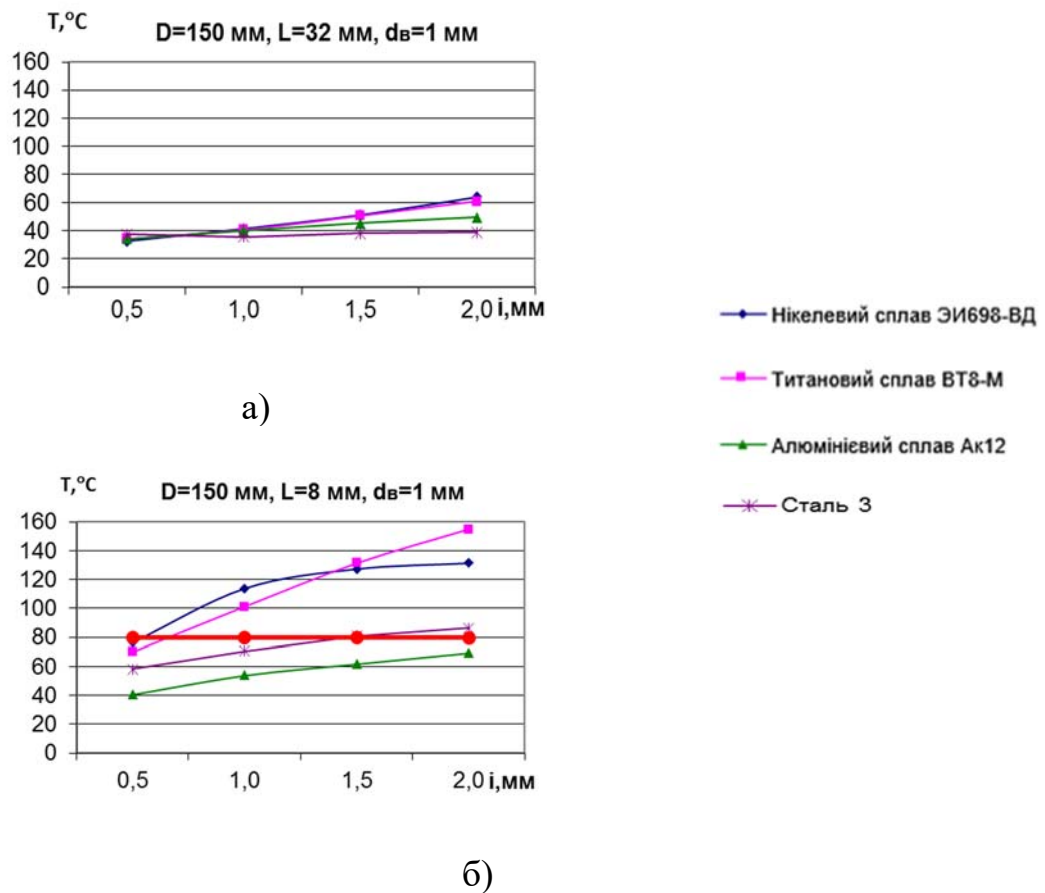 T,°C
D=150 мм, L=32 мм, dв=1 мм
160
140
120
100
80
60
40
20
0
0,5 1,0 1,5 2,0 i,мм
а)
Нікелевий сплав ЭИ698-ВД
Титановий сплав ВТ8-М
Алюмінієвий сплав Ак12
Сталь 3
T,°C
D=150 мм, L=8 мм, dв=1 мм
160
140
120
100
80
60
40
20
0
0,5 1,0 1,5 2,0 i,мм
б)